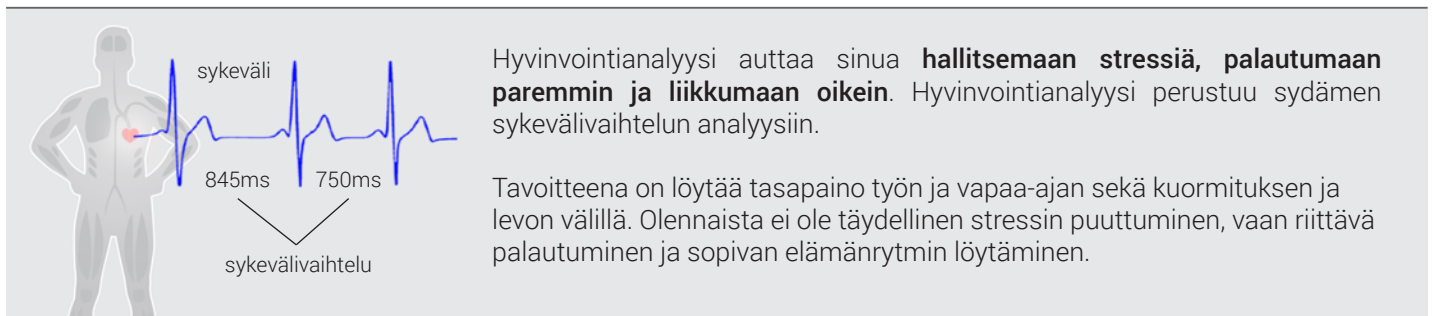 sykeväli
845ms 750ms
sykevälivaihtelu
Hyvinvointianalyysi auttaa sinua hallitsemaan stressiä, palautumaan
paremmin ja liikkumaan oikein. Hyvinvointianalyysi perustuu sydämen
sykevälivaihtelun analyysiin.
Tavoitteena on löytää tasapaino työn ja vapaa-ajan sekä kuormituksen ja
levon välillä. Olennaista ei ole täydellinen stressin puuttuminen, vaan riittävä
palautuminen ja sopivan elämänrytmin löytäminen.